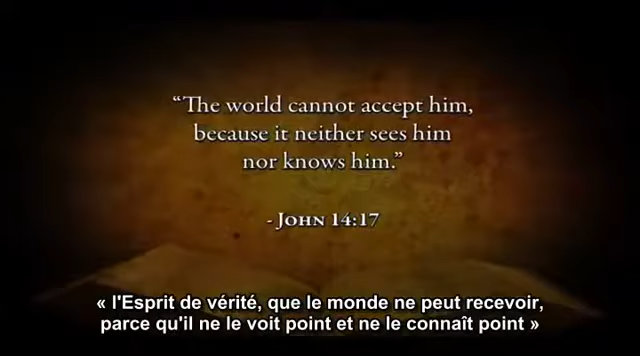 “The world cannot accept him,
because it neither sees him
nor knows him.”
- John 14:17
« l'Esprit de vérité, que le monde ne peut recevoir,
parce qu'il ne le voit point et ne le connaît point »